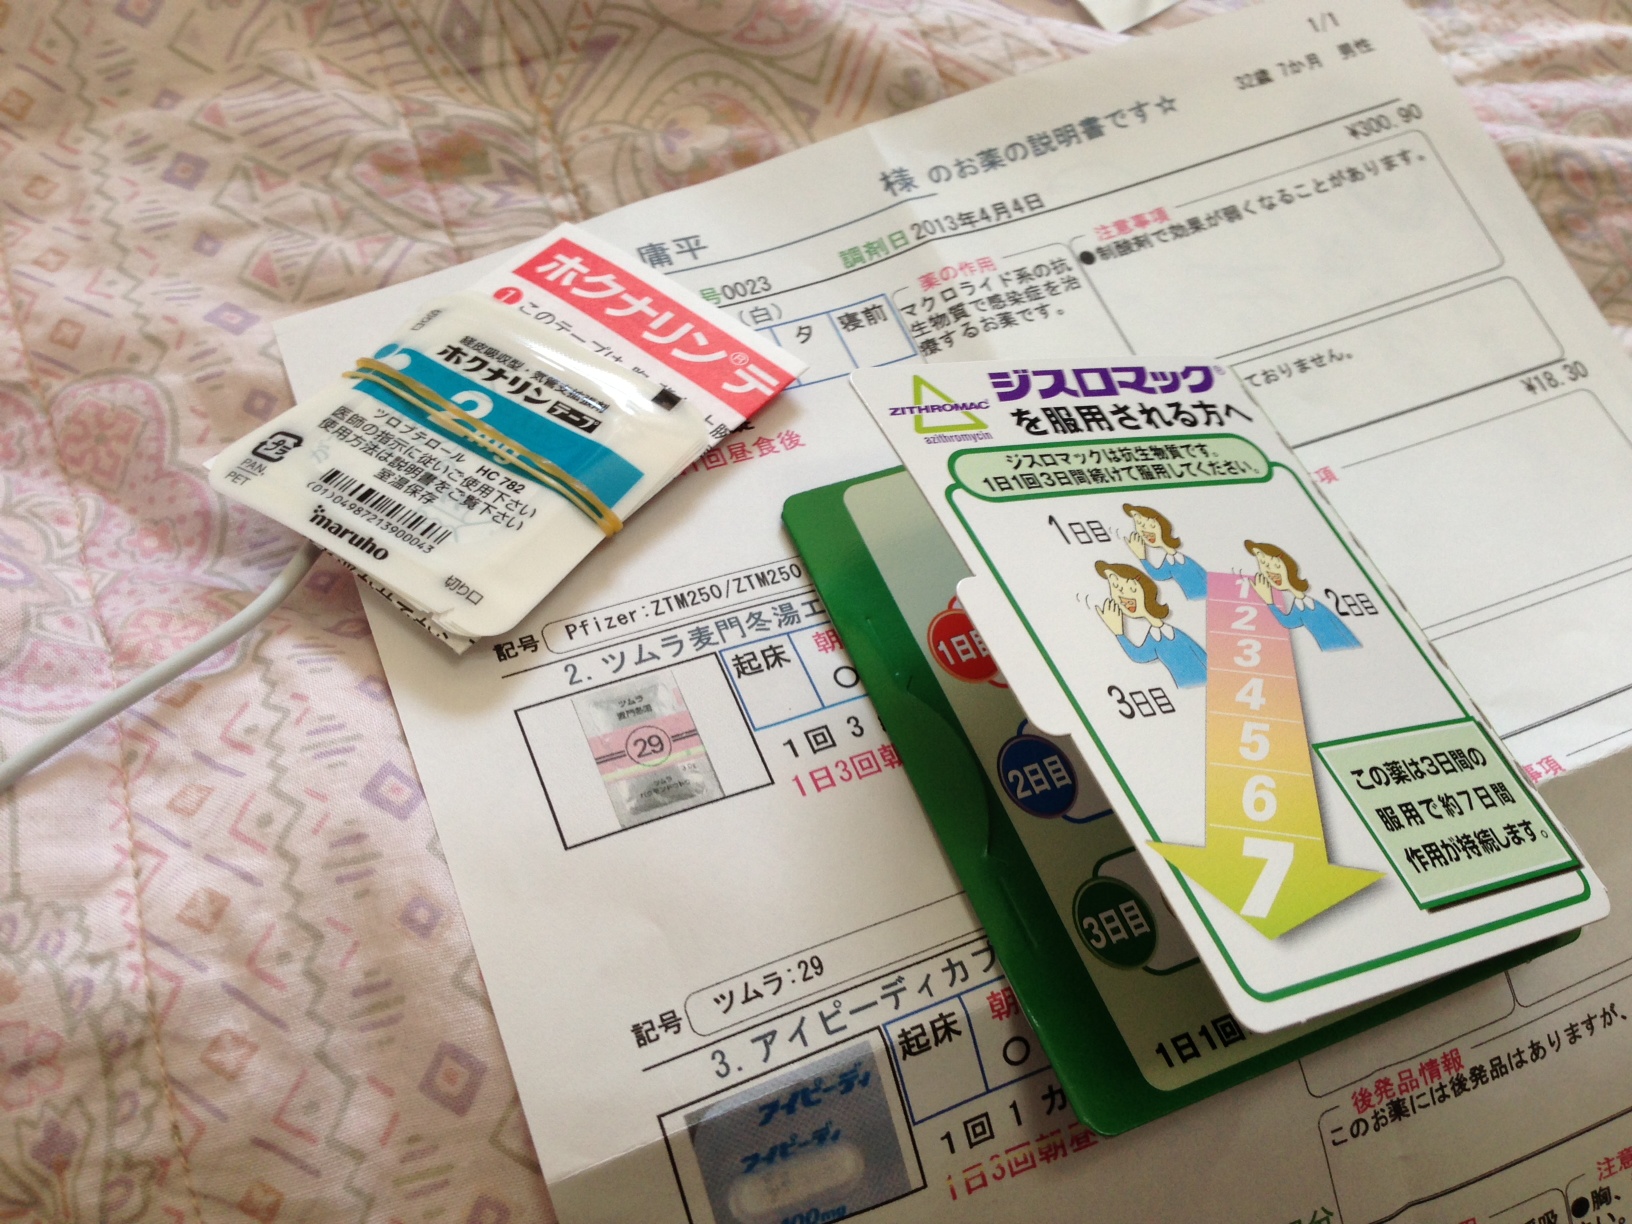 1/1
32歳 7か月 男性
庸平
様 のお薬の説明書です☆
号0023
調剤日 2013年4月4日
¥300.90
(白)
夕
寝前
薬の作用
マクロライド系の抗
生物質で感染症を治
療するお薬です。
注意事項
●制酸剤で効果が弱くなることがあります。
ておりません。
¥18.30
1回昼食後
ホクナリン®テ
1 このテープは
経皮吸収型・気管支拡張剤
ホクナリンテープ
2mg
ツロブテロール HC 782
医師の指示に従いご使用下さい
使用方法は説明書をご覧下さい
室温保存
プラ
PAN,
PET
(01)04987213900043
maruho
切り口
記号
Pfizer:ZTM250/ZTM250
2. ツムラ麦門冬湯エ
ツムラ
麦門冬湯
29
起床
朝
○
1回 3
1日3回朝
記号
ツムラ:29
3. アイピーディカプ
アイピーディ
アイピーディ
100mg
起床
朝
○
1回 1 カ
1日3回朝昼
ZITHROMAC®
azithromycin
ジスロマック®
を服用される方へ
ジスロマックは抗生物質です。
1日1回3日間続けて服用してください。
1日目
2日目
3日目
1
2
3
4
5
6
7
この薬は3日間の
服用で約7日間
作用が持続します。
1日目
2日目
3日目
1日1回
項
事項
後発品情報
このお薬には後発品はありますが、
注意
●胸、